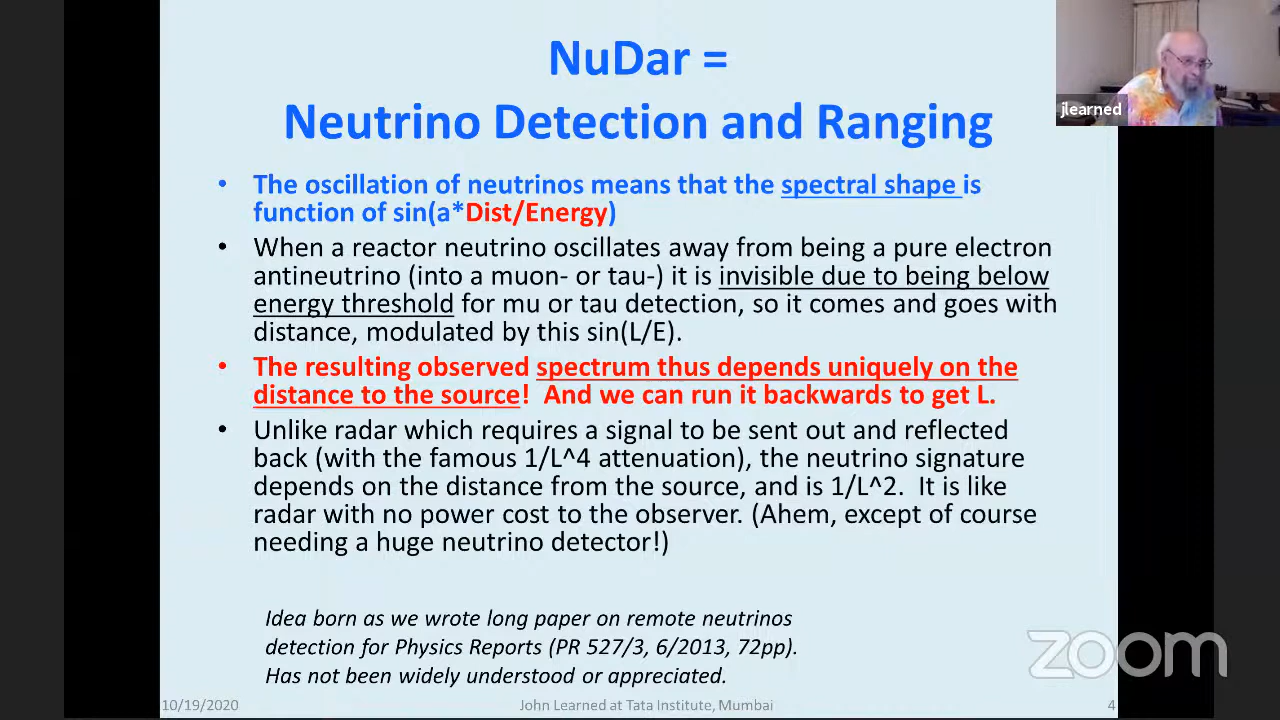 NuDar =
Neutrino Detection and Ranging
jlearned
• The oscillation of neutrinos means that the spectral shape is
function of sin(a*Dist/Energy)
• When a reactor neutrino oscillates away from being a pure electron
antineutrino (into a muon- or tau-) it is invisible due to being below
energy threshold for mu or tau detection, so it comes and goes with
distance, modulated by this sin(L/E).
• The resulting observed spectrum thus depends uniquely on the
distance to the source! And we can run it backwards to get L.
• Unlike radar which requires a signal to be sent out and reflected
back (with the famous 1/L^4 attenuation), the neutrino signature
depends on the distance from the source, and is 1/L^2. It is like
radar with no power cost to the observer. (Ahem, except of course
needing a huge neutrino detector!)
Idea born as we wrote long paper on remote neutrinos
detection for Physics Reports (PR 527/3, 6/2013, 72pp).
Has not been widely understood or appreciated.
zoom
10/19/2020 John Learned at Tata Institute, Mumbai 4